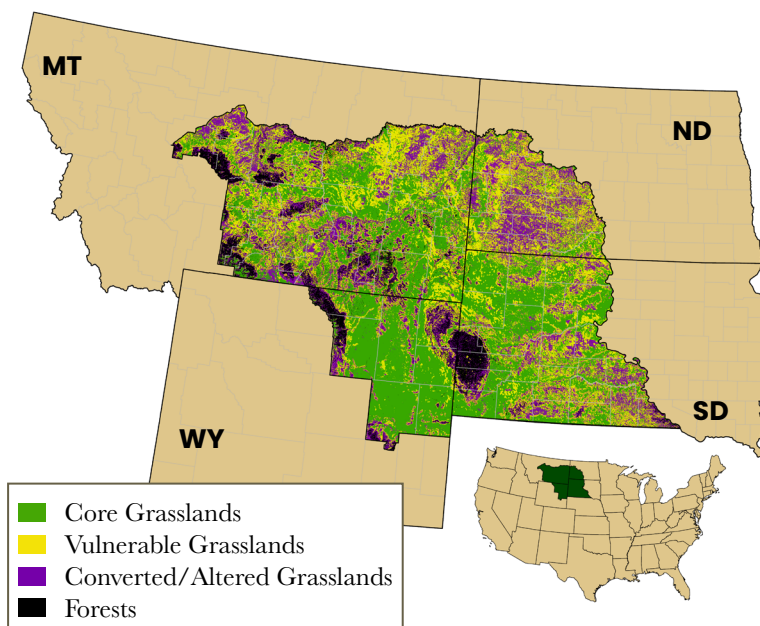 MT
ND
SD
WY
Core Grasslands
Vulnerable Grasslands
Converted/Altered Grasslands
Forests